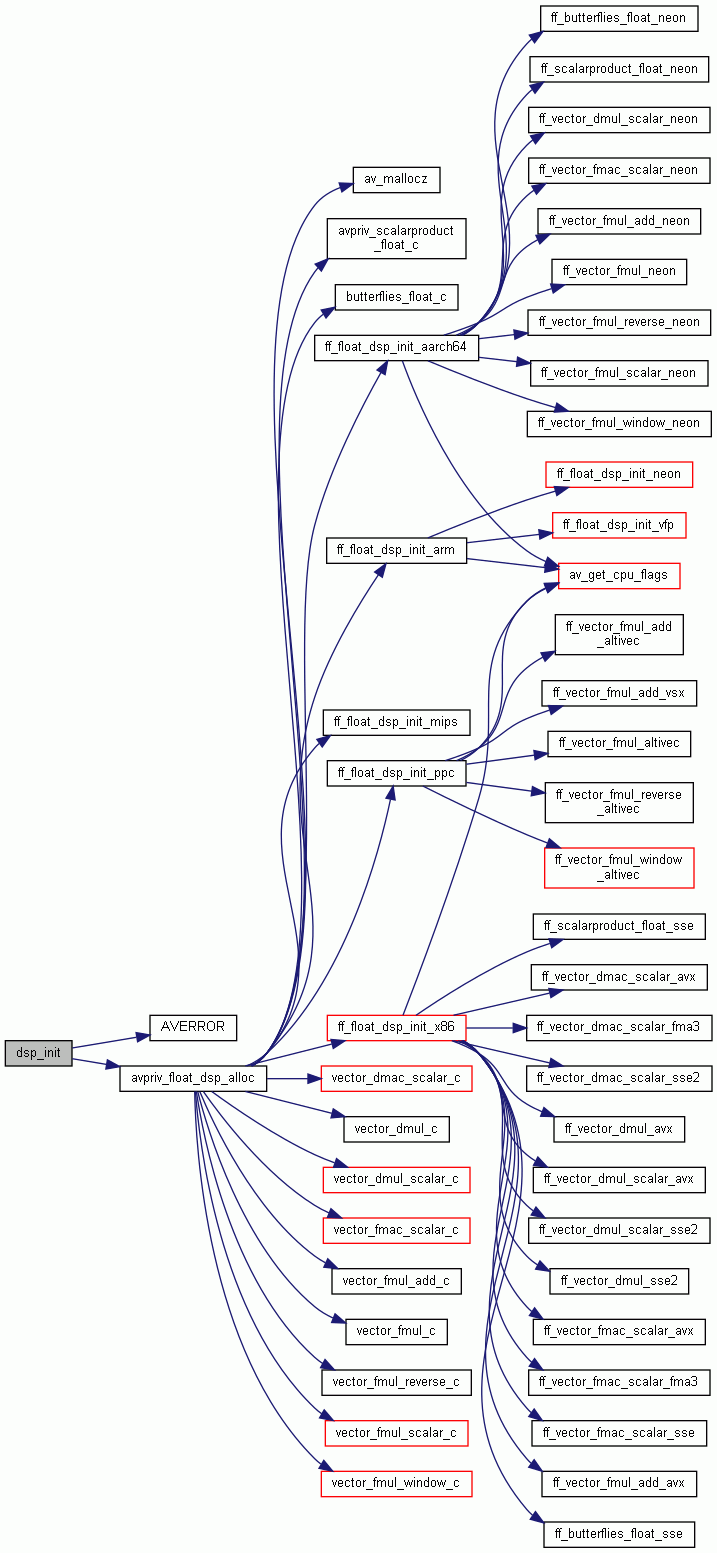 ff_butterflies_float_neon
ff_scalarproduct_float_neon
ff_vector_dmul_scalar_neon
ff_vector_fmac_scalar_neon
av_mallocz
ff_vector_fmul_add_neon
avpriv_scalarproduct
_float_c
ff_vector_fmul_neon
butterflies_float_c
ff_vector_fmul_reverse_neon
ff_float_dsp_init_aarch64
ff_vector_fmul_scalar_neon
ff_vector_fmul_window_neon
ff_float_dsp_init_neon
ff_float_dsp_init_vfp
ff_float_dsp_init_arm
av_get_cpu_flags
ff_vector_fmul_add
_altivec
ff_vector_fmul_add_vsx
ff_float_dsp_init_mips
ff_vector_fmul_altivec
ff_float_dsp_init_ppc
ff_vector_fmul_reverse
_altivec
ff_vector_fmul_window
_altivec
ff_scalarproduct_float_sse
ff_vector_dmac_scalar_avx
AVERROR
ff_float_dsp_init_x86
ff_vector_dmac_scalar_fma3
dsp_init
avpriv_float_dsp_alloc
vector_dmac_scalar_c
ff_vector_dmac_scalar_sse2
vector_dmul_c
ff_vector_dmul_avx
vector_dmul_scalar_c
ff_vector_dmul_scalar_avx
vector_fmac_scalar_c
ff_vector_dmul_scalar_sse2
vector_fmul_add_c
ff_vector_dmul_sse2
vector_fmul_c
ff_vector_fmac_scalar_avx
vector_fmul_reverse_c
ff_vector_fmac_scalar_fma3
vector_fmul_scalar_c
ff_vector_fmac_scalar_sse
vector_fmul_window_c
ff_vector_fmul_add_avx
ff_butterflies_float_sse